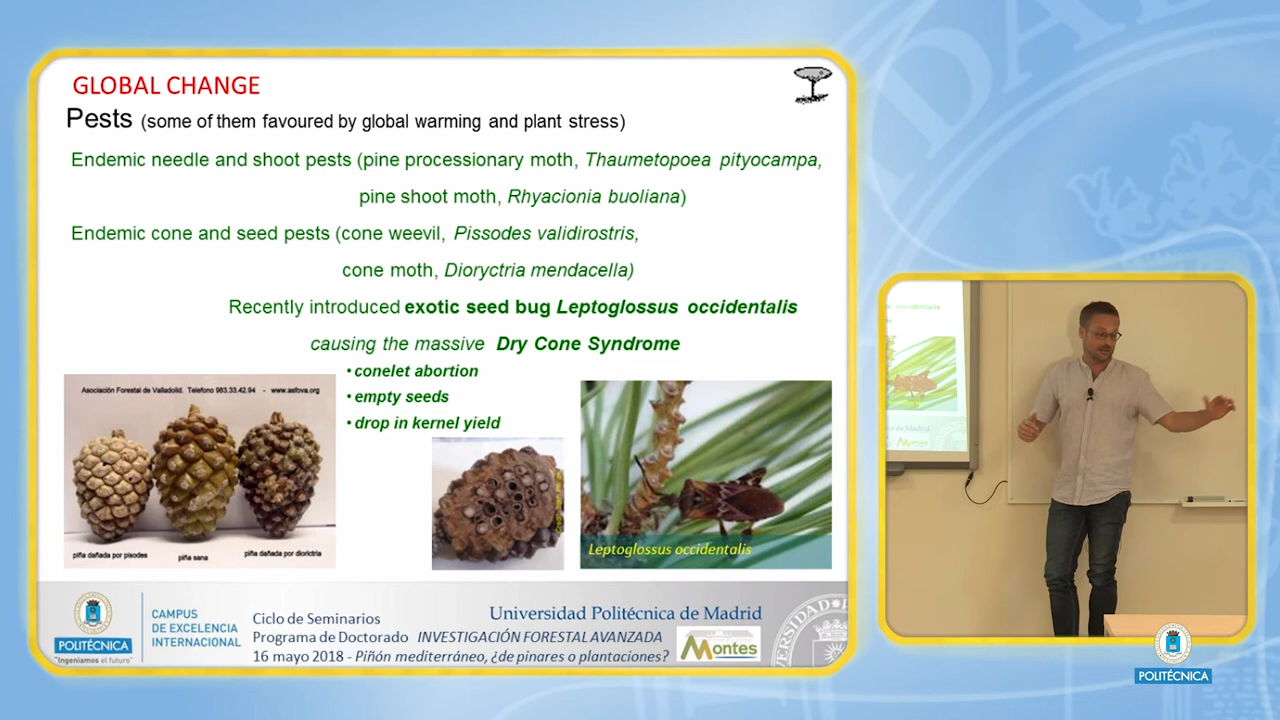 GLOBAL CHANGE
Pests (some of them favoured by global warming and plant stress)
Endemic needle and shoot pests (pine processionary moth, Thaumetopoea pityocampa,
pine shoot moth, Rhyacionia buoliana)
Endemic cone and seed pests (cone weevil, Pissodes validirostris,
cone moth, Dioryctria mendacella)
Recently introduced exotic seed bug Leptoglossus occidentalis
causing the massive Dry Cone Syndrome
• conelet abortion
• empty seeds
• drop in kernel yield
Asociación Forestal de Valladolid. Telefono 983.33.42.94 - www.asfova.org
piña dañada por pisodes
piña sana
piña dañada por diorictria
Leptoglossus occidentalis
POLITÉCNICA
"Ingeniamos el futuro"
CAMPUS
DE EXCELENCIA
INTERNACIONAL
Ciclo de Seminarios
Programa de Doctorado INVESTIGACIÓN FORESTAL AVANZADA
16 mayo 2018 - Piñón mediterráneo, ¿de pinares o plantaciones?
Universidad Politécnica de Madrid
Montes
occidentalis
de Madrid
Montes
POLITÉCNICA